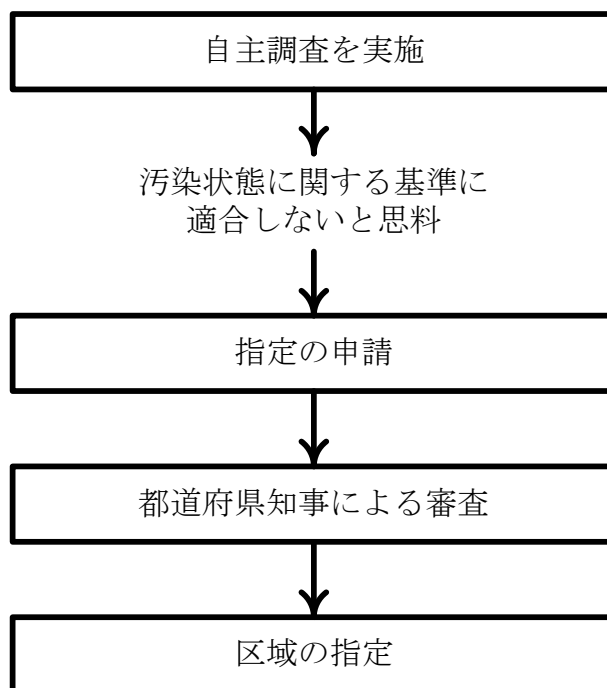 自主調査を実施
汚染状態に関する基準に
適合しないと思料
指定の申請
都道府県知事による審査
区域の指定